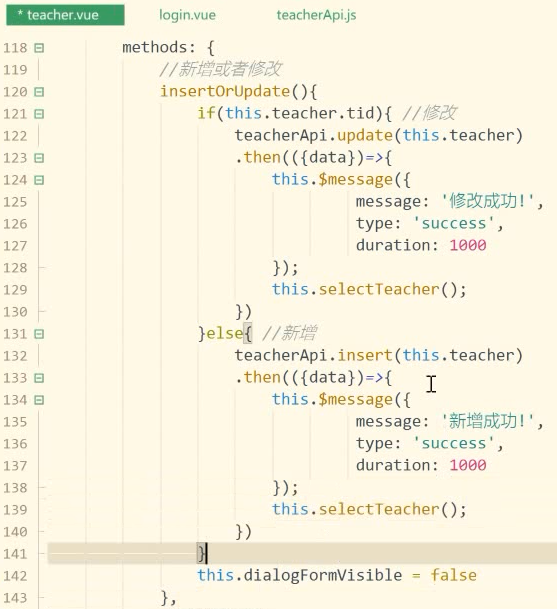 * teacher.vue login.vue teacherApi.js
118 methods: {
119 //新增或者修改
120 insertOrUpdate(){
121 if(this.teacher.tid){ //修改
122 teacherApi.update(this.teacher)
123 .then(({data})=>{
124 this.$message({
125 message: '修改成功!',
126 type: 'success',
127 duration: 1000
128 });
129 this.selectTeacher();
130 })
131 }else{ //新增
132 teacherApi.insert(this.teacher)
133 .then(({data})=>{
134 this.$message({
135 message: '新增成功!',
136 type: 'success',
137 duration: 1000
138 });
139 this.selectTeacher();
140 })
141 }
142 this.dialogFormVisible = false
143 },